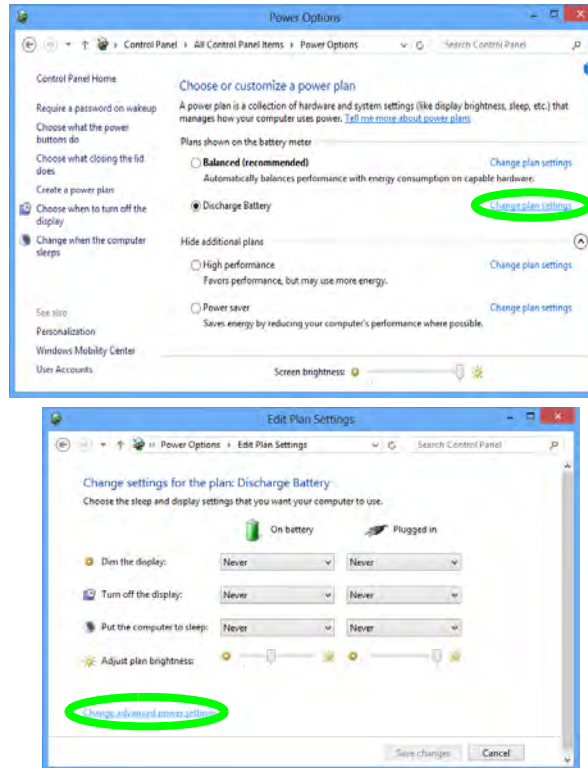 Power Options
Control Panel › All Control Panel Items › Power Options
Search Control Panel
Control Panel Home
Require a password on wakeup
Choose what the power
buttons do
Choose what closing the lid
does
Create a power plan
Choose when to turn off the
display
Change when the computer
sleeps
See also
Personalization
Windows Mobility Center
User Accounts
Choose or customize a power plan
A power plan is a collection of hardware and system settings (like display brightness, sleep, etc.) that
manages how your computer uses power. Tell me more about power plans
Plans shown on the battery meter
Balanced (recommended) Change plan settings
Automatically balances performance with energy consumption on capable hardware.
Discharge Battery Change plan settings
Hide additional plans
High performance Change plan settings
Favors performance, but may use more energy.
Power saver Change plan settings
Saves energy by reducing your computer's performance where possible.
Screen brightness:
Edit Plan Settings
« Power Options › Edit Plan Settings
Search Control Panel
Change settings for the plan: Discharge Battery
Choose the sleep and display settings that you want your computer to use.
On battery Plugged in
Dim the display: Never Never
Turn off the display: Never Never
Put the computer to sleep: Never Never
Adjust plan brightness:
Change advanced power settings
Save changes Cancel